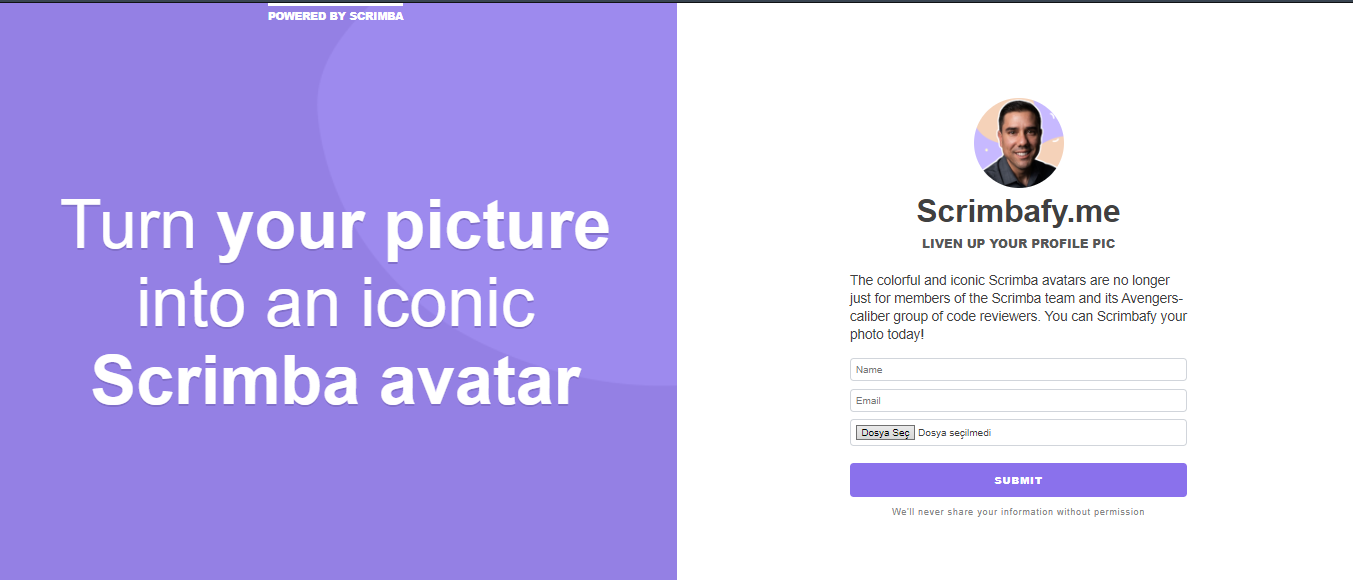 POWERED BY SCRIMBA
Turn your picture
into an iconic
Scrimba avatar
Scrimbafy.me
LIVEN UP YOUR PROFILE PIC
The colorful and iconic Scrimba avatars are no longer
just for members of the Scrimba team and its Avengers-
caliber group of code reviewers. You can Scrimbafy your
photo today!
Name
Email
Dosya Seç Dosya seçilmedi
SUBMIT
We'll never share your information without permission